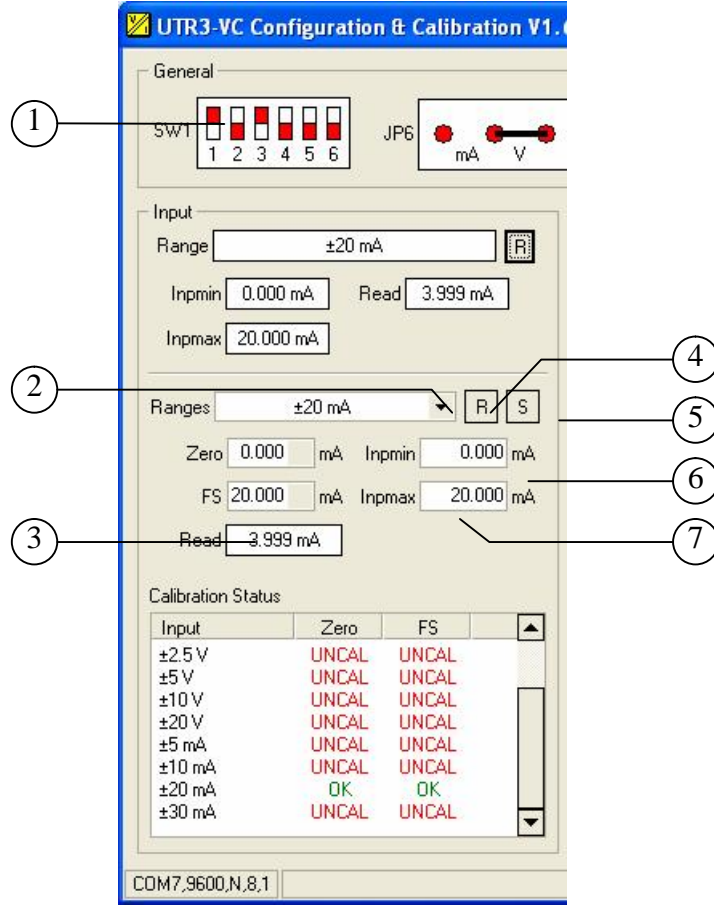 UTR3-VC Configuration & Calibration V1.
General
1
SW1
JP6
1 2 3 4 5 6
mA V
Input
Range ±20 mA R
Inpmin 0.000 mA Read 3.999 mA
Inpmax 20.000 mA
2
4
Ranges ±20 mA R S
5
Zero 0.000 mA Inpmin 0.000 mA
6
FS 20.000 mA Inpmax 20.000 mA
3
Read 3.999 mA
7
Calibration Status
Input Zero FS
±2.5 V UNCAL UNCAL
±5 V UNCAL UNCAL
±10 V UNCAL UNCAL
±20 V UNCAL UNCAL
±5 mA UNCAL UNCAL
±10 mA UNCAL UNCAL
±20 mA OK OK
±30 mA UNCAL UNCAL
COM7,9600,N,8,1